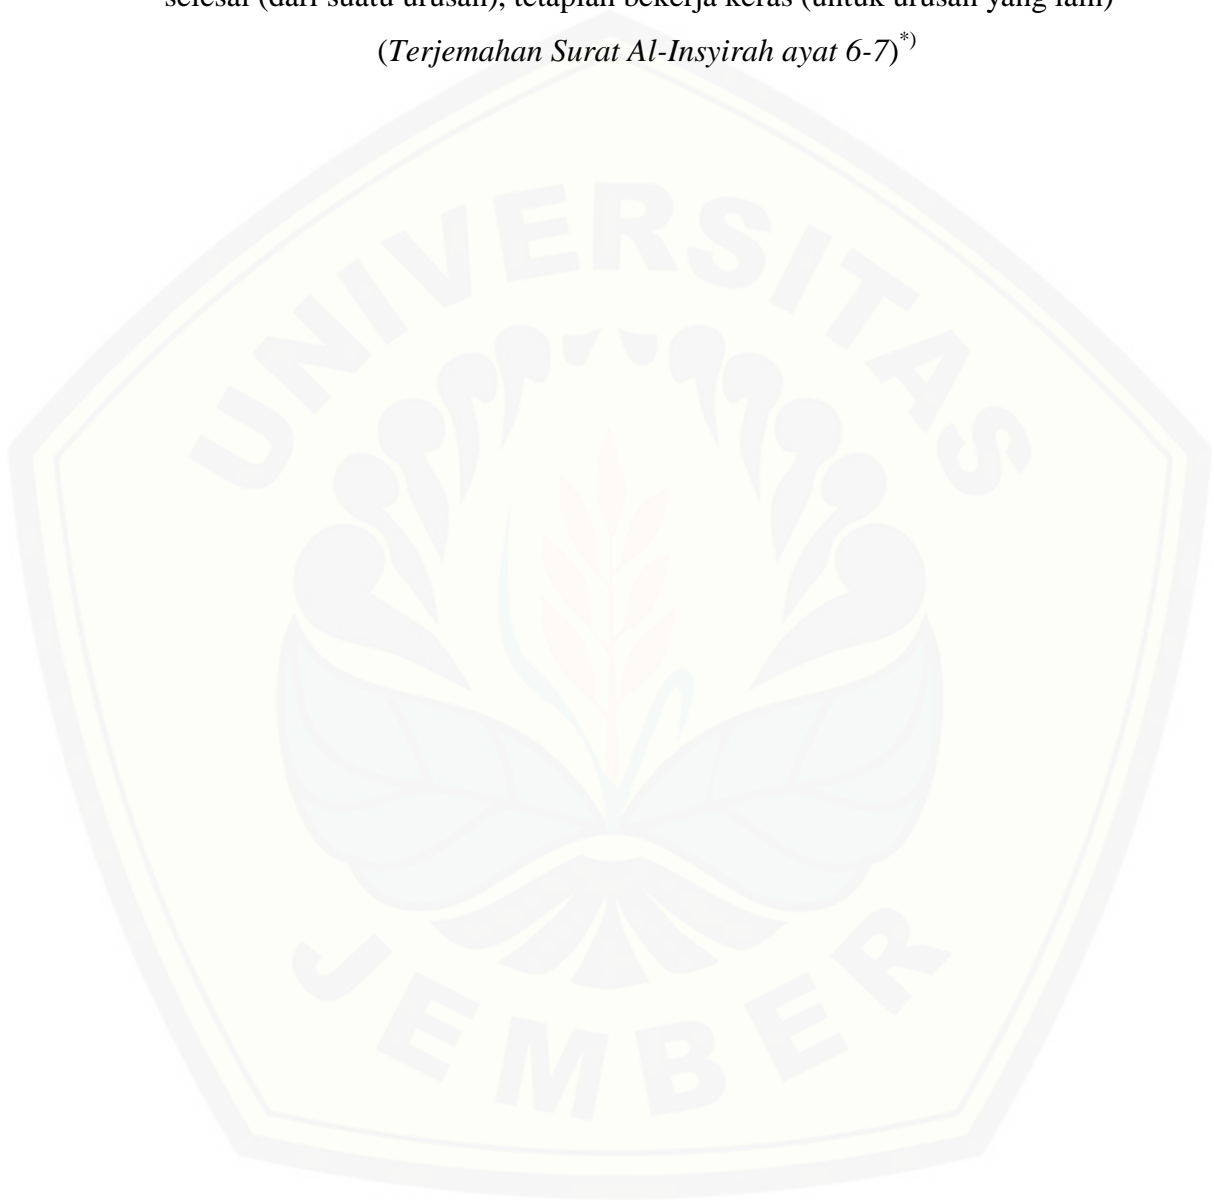 selesai (dari suatu urusan), tetaplah bekerja keras (untuk urusan yang lain)
(Terjemahan Surat Al-Insyirah ayat 6-7)*)
UNIVERSITAS
JEMBER